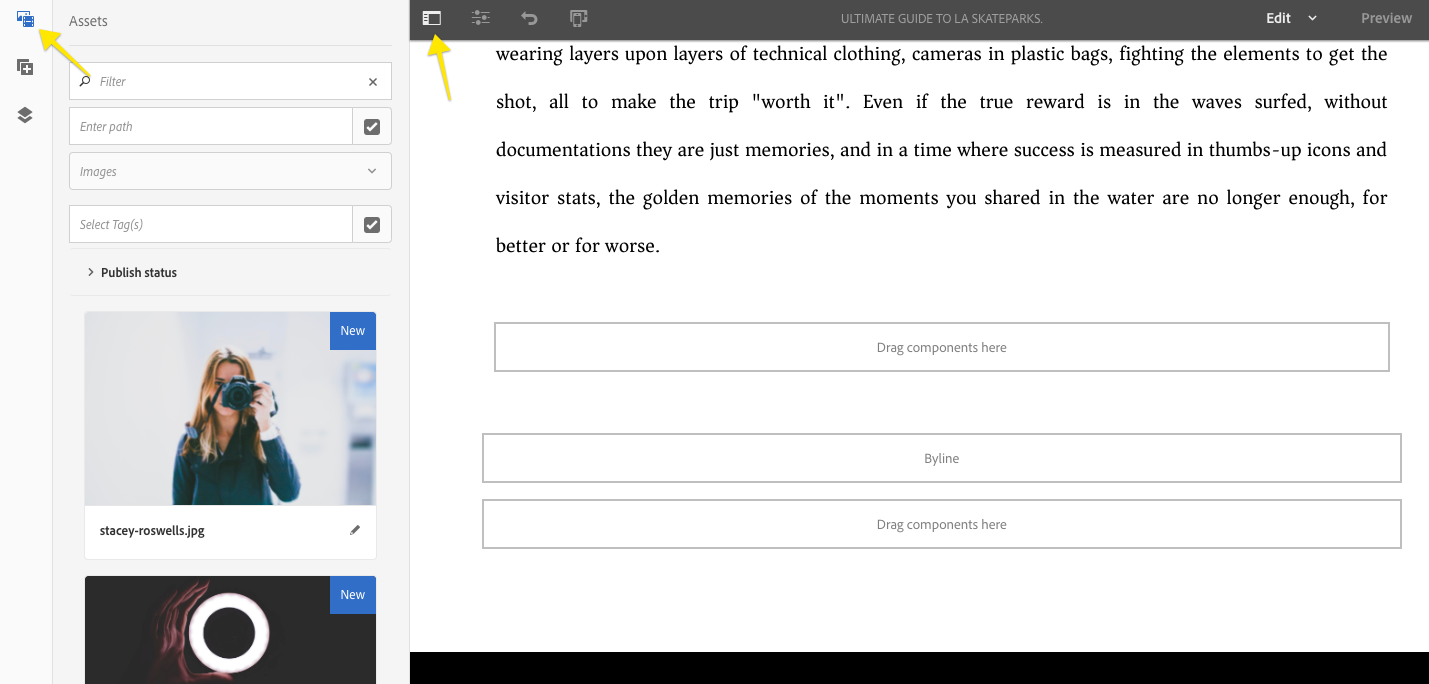 Assets
Filter
Enter path
Images
Select Tag(s)
Publish status
New
stacey-roswells.jpg
New
ULTIMATE GUIDE TO LA SKATEPARKS.
Edit
Preview
wearing layers upon layers of technical clothing, cameras in plastic bags, fighting the elements to get the
shot, all to make the trip "worth it". Even if the true reward is in the waves surfed, without
documentations they are just memories, and in a time where success is measured in thumbs-up icons and
visitor stats, the golden memories of the moments you shared in the water are no longer enough, for
better or for worse.
Drag components here
Byline
Drag components here